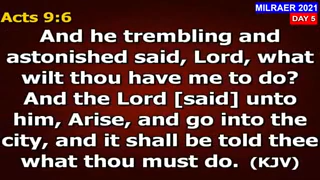 Acts 9:6
MILRAER 2021
DAY 5
And he trembling and
astonished said, Lord, what
wilt thou have me to do?
And the Lord [said] unto
him, Arise, and go into the
city, and it shall be told thee
what thou must do. (KJV)